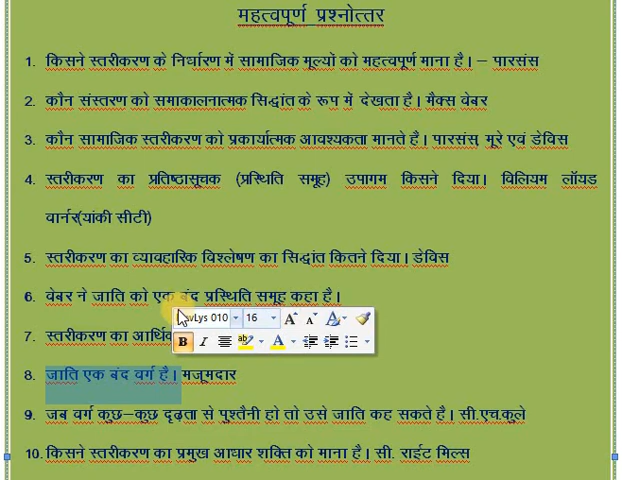 महत्वपूर्ण प्रश्नोत्तर
1. किसने स्तरीकरण के निर्धारण में सामाजिक मूल्यों को महत्वपूर्ण माना है। – पारसंस
2. कौन संस्तरण को समाकालनात्मक सिद्धांत के रूप में देखता है। मैक्स वेबर
3. कौन सामाजिक स्तरीकरण को प्रकार्यात्मक आवश्यकता मानते है। पारसंस, मूरे एवं डेविस
4. स्तरीकरण का प्रतिष्ठासूचक (प्रस्थिति समूह) उपागम किसने दिया। विलियम लॉयड
वार्नर(यांकी सीटी)
5. स्तरीकरण का व्यावहारिक विश्लेषण का सिद्धांत कितने दिया। डेविस
6. वेबर ने जाति को एक बंद प्रस्थिति समूह कहा है।
vLys 010 16
7. स्तरीकरण का आर्थि
8. जाति एक बंद वर्ग है। मजूमदार
9. जब वर्ग कुछ–कुछ दृढ़ता से पुश्तैनी हो तो उसे जाति कह सकते है। सी.एच.कुले
10. किसने स्तरीकरण का प्रमुख आधार शक्ति को माना है। सी. राईट मिल्स